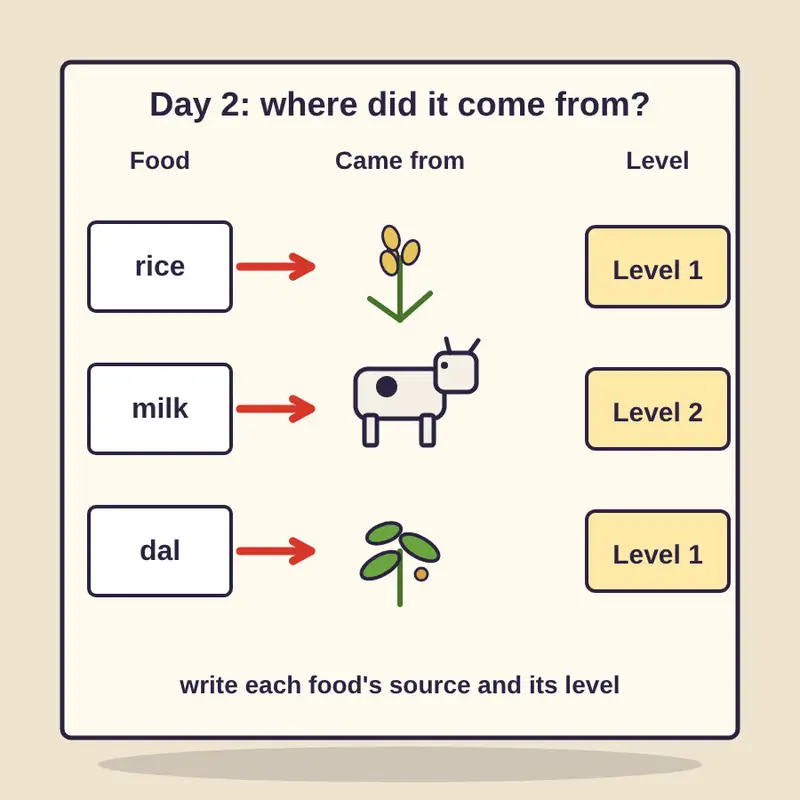 Day 2: where did it come from?
Food Came from Level
rice Level 1
milk Level 2
dal Level 1
write each food's source and its level